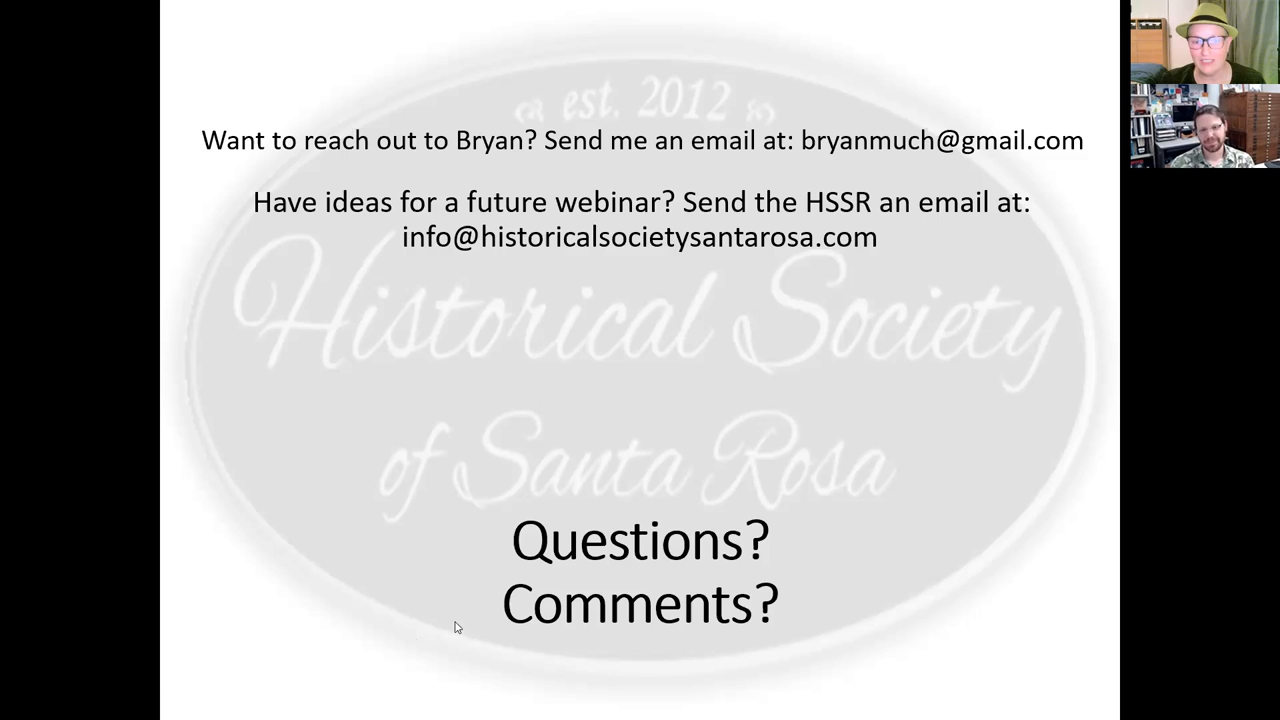 est. 2012
Want to reach out to Bryan? Send me an email at: bryanmuch@gmail.com
Have ideas for a future webinar? Send the HSSR an email at:
info@historicalsocietysantarosa.com
Historical Society
of Santa Rosa
Questions?
Comments?